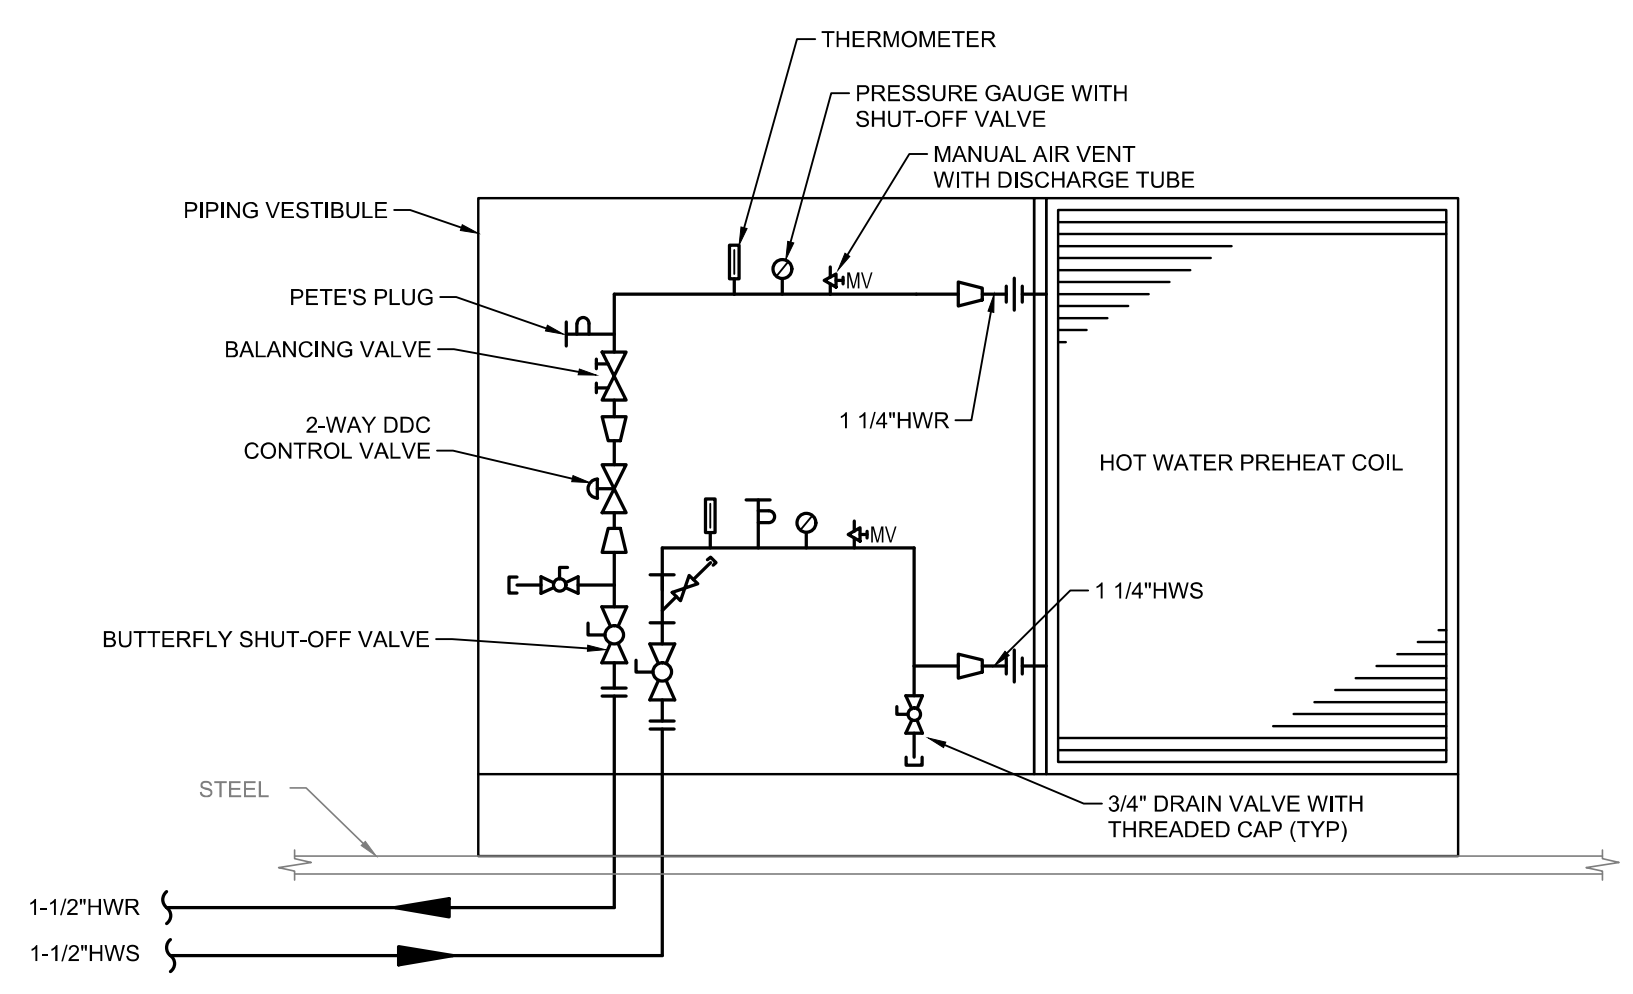 THERMOMETER
PRESSURE GAUGE WITH
SHUT-OFF VALVE
MANUAL AIR VENT
WITH DISCHARGE TUBE
PIPING VESTIBULE
MV
PETE'S PLUG
BALANCING VALVE
1 1/4"HWR
2-WAY DDC
CONTROL VALVE
HOT WATER PREHEAT COIL
MV
1 1/4"HWS
BUTTERFLY SHUT-OFF VALVE
STEEL
3/4" DRAIN VALVE WITH
THREADED CAP (TYP)
1-1/2"HWR
1-1/2"HWS